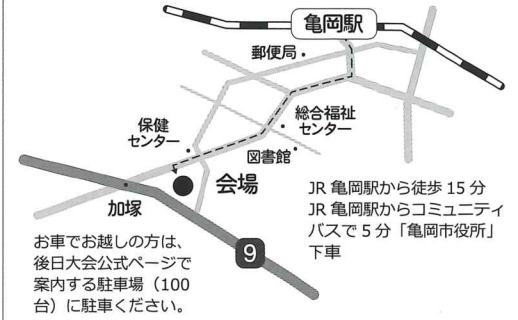 亀岡駅
郵便局
総合福祉
センター
保健
センター
図書館
会場
加塚
9
JR 亀岡駅から徒歩 15 分
JR 亀岡駅からコミュニティ
バスで 5 分「亀岡市役所」
下車
お車でお越しの方は、
後日大会公式ページで
案内する駐車場（100
台）に駐車ください。